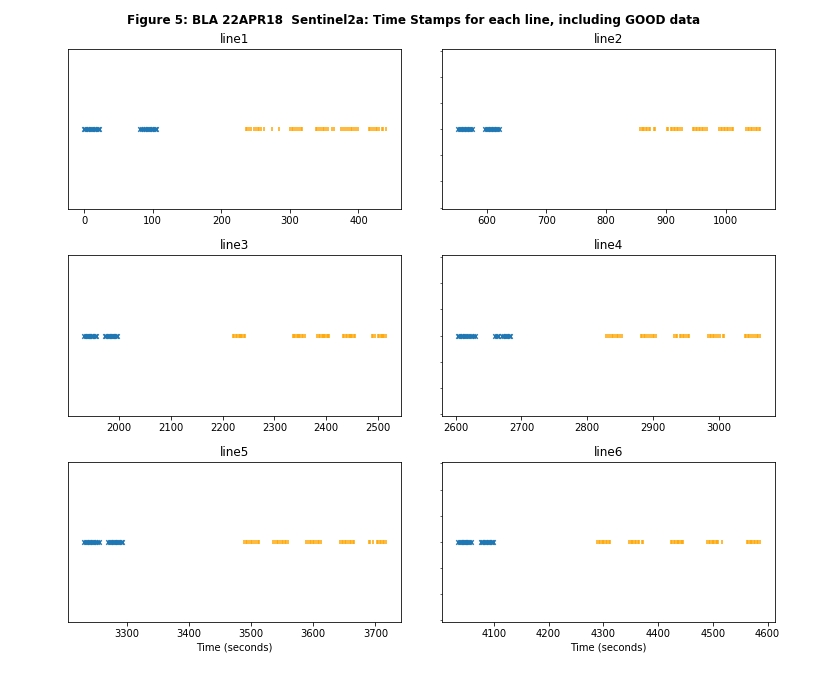 Figure 5: BLA 22APR18  Sentinel2a: Time Stamps for each line, including GOOD data
line1
line2
0 100 200 300 400
600 700 800 900 1000
line3
line4
2000 2100 2200 2300 2400 2500
2600 2700 2800 2900 3000
line5
line6
3300 3400 3500 3600 3700
4100 4200 4300 4400 4500 4600
Time (seconds)
Time (seconds)